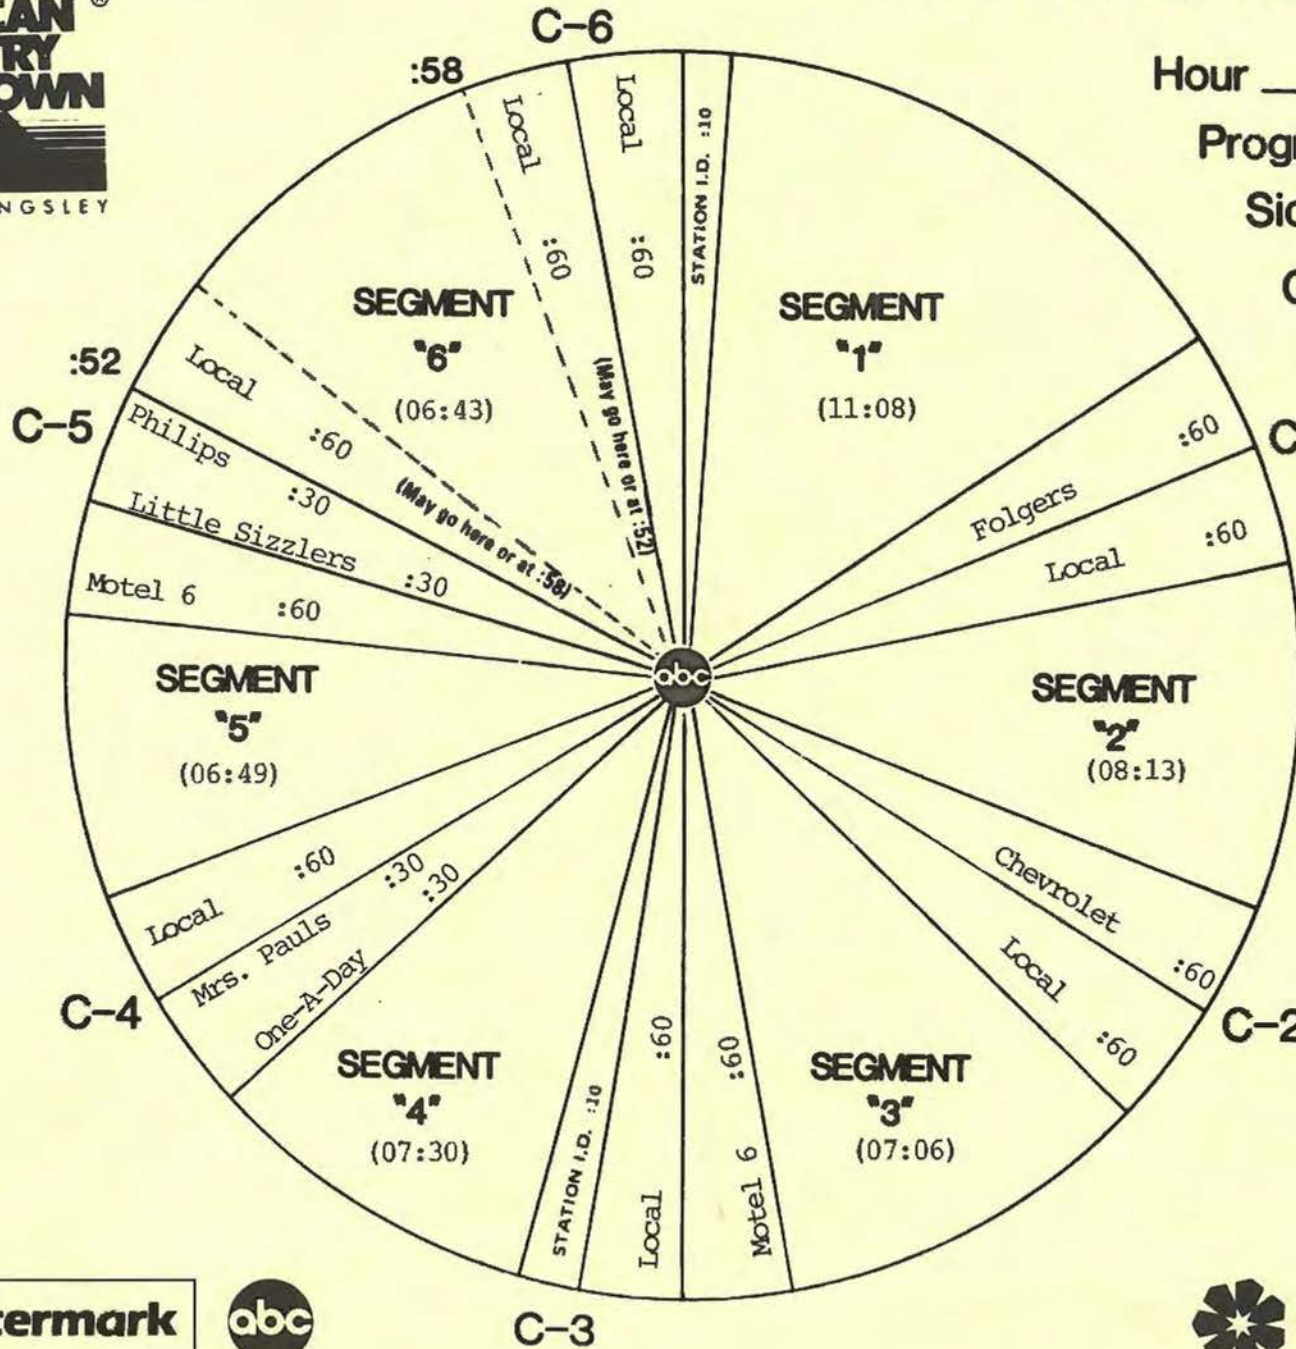 ®
C-6
:58
Hour
NGSLEY
Local
:60
Local
:60
STATION I.D. :10
(May go here or at :52)
SEGMENT
"1"
(11:08)
Folgers :60
Local :60
SEGMENT
"2"
(08:13)
Chevrolet :60
C-2
Local :60
SEGMENT
"3"
(07:06)
Motel 6 :60
Local :60
C-3
STATION I.D. :10
SEGMENT
"4"
(07:30)
One-A-Day :30
Mrs. Pauls :30
C-4
Local :60
SEGMENT
"5"
(06:49)
Motel 6 :60
Little Sizzlers :30
Philips :30
C-5
:52
Local :60
(May go here or at :58)
SEGMENT
"6"
(06:43)
abc
abc